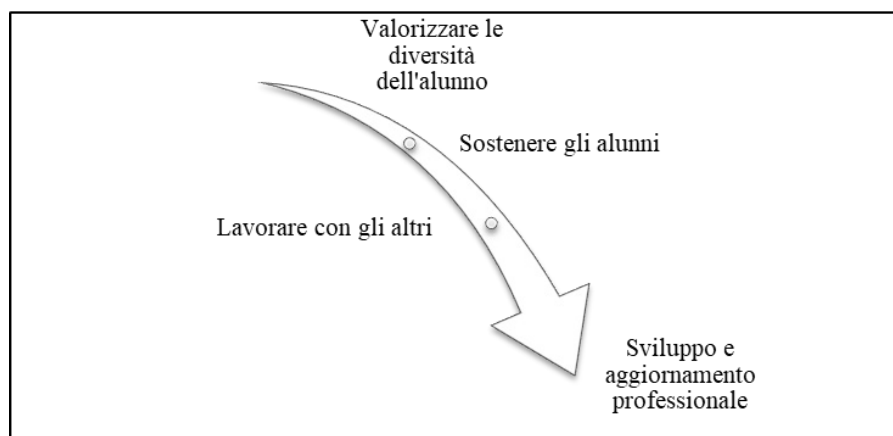 Valorizzare le
diversità
dell'alunno
Sostenere gli alunni
Lavorare con gli altri
Sviluppo e
aggiornamento
professionale